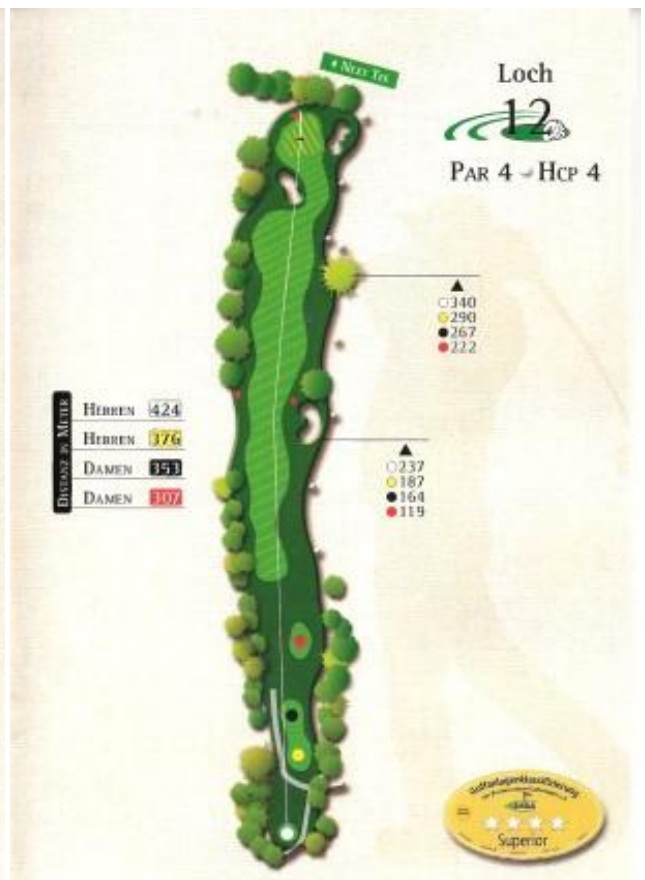 Next Tee
Loch
12
Par 4 - Hcp 4
340
290
267
222
Distanz in Meter
Herren 424
Herren 376
Damen 353
Damen 307
237
187
164
119
Golfanlagenklassifizierung
Superior